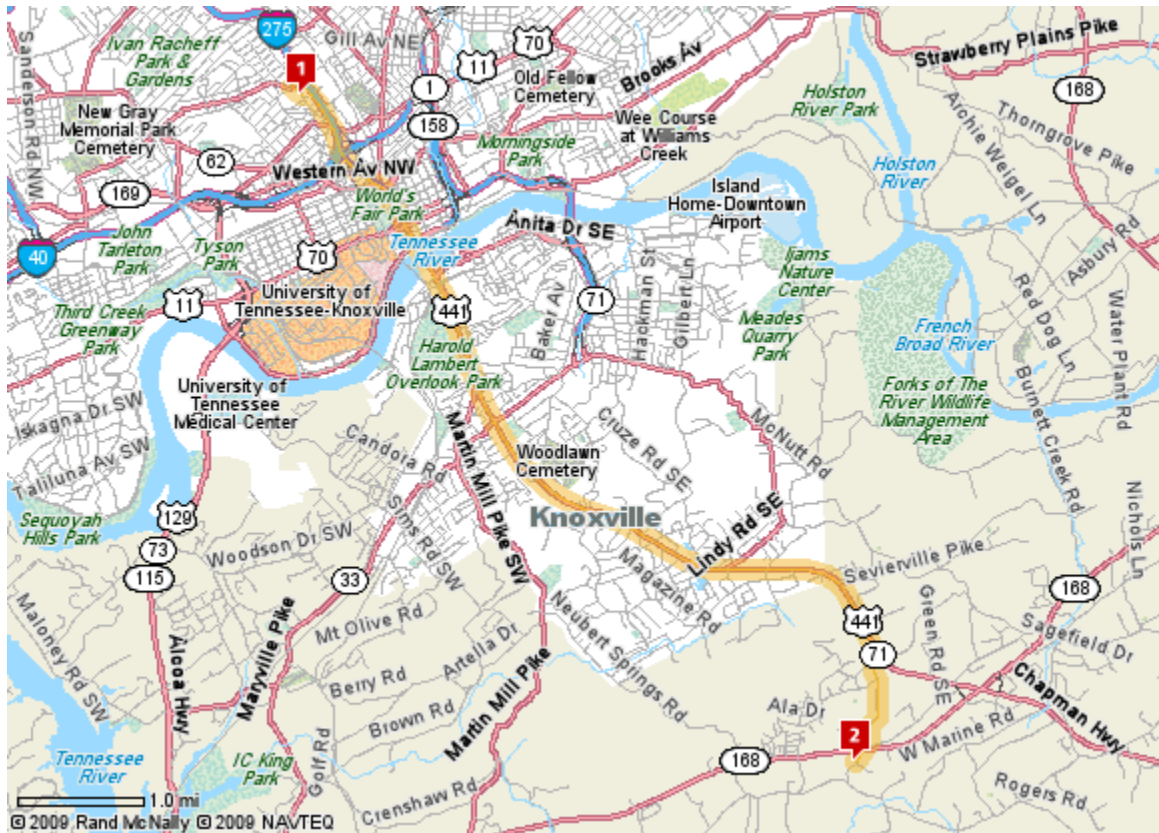 275
Gill Av NE
Ivan Racheff
Park &
Gardens
Sanderson Rd NW
1
70
11
Old Fellow
Cemetery
Brooks Av
Strawberry Plains Pike
168
Holston
River Park
Archie Weigel Ln
Thorngrove Pike
New Gray
Memorial Park
Cemetery
1
158
Wee Course
at Williams
Creek
Morningside
Park
62
Western Av NW
169
World's
Fair Park
Holston
River
Island
Home-Downtown
Airport
Anita Dr SE
40
John
Tarleton
Park
Tyson
Park
70
Tennessee
River
Ijams
Nature
Center
Asbury Rd
Third Creek
Greenway
Park
11
University of
Tennessee-Knoxville
441
71
Baker Av
Hackman St
Gilbert Ln
Meades
Quarry
Park
French
Broad River
Red Dog Ln
Water Plant Rd
Harold
Lambert
Overlook Park
University of
Tennessee
Medical Center
Forks of The
River Wildlife
Management
Area
Burnett Creek Rd
Iskagna Dr SW
Taliluna Av SW
Candora Rd
Martin Mill Pike SW
Woodlawn
Cemetery
Cruze Rd SE
McNutt Rd
Sequoyah
Hills Park
129
73
115
Woodson Dr SW
Sims Rd SW
Knoxville
Lindy Rd SE
Nichols Ln
33
Magazine Rd
Sevierville Pike
168
Maloney Rd SW
Alcoa Hwy
Maryville Pike
Mt Olive Rd
Artella Dr
Neubert Springs Rd
441
Green Rd SE
Sagefield Dr
71
Berry Rd
Brown Rd
Martin Mill Pike
Ala Dr
Chapman Hwy
2
W Marine Rd
168
Tennessee
River
IC King
Park
Golf Rd
Crenshaw Rd
Rogers Rd
1.0 mi
© 2009 Rand McNally © 2009 NAVTEQ